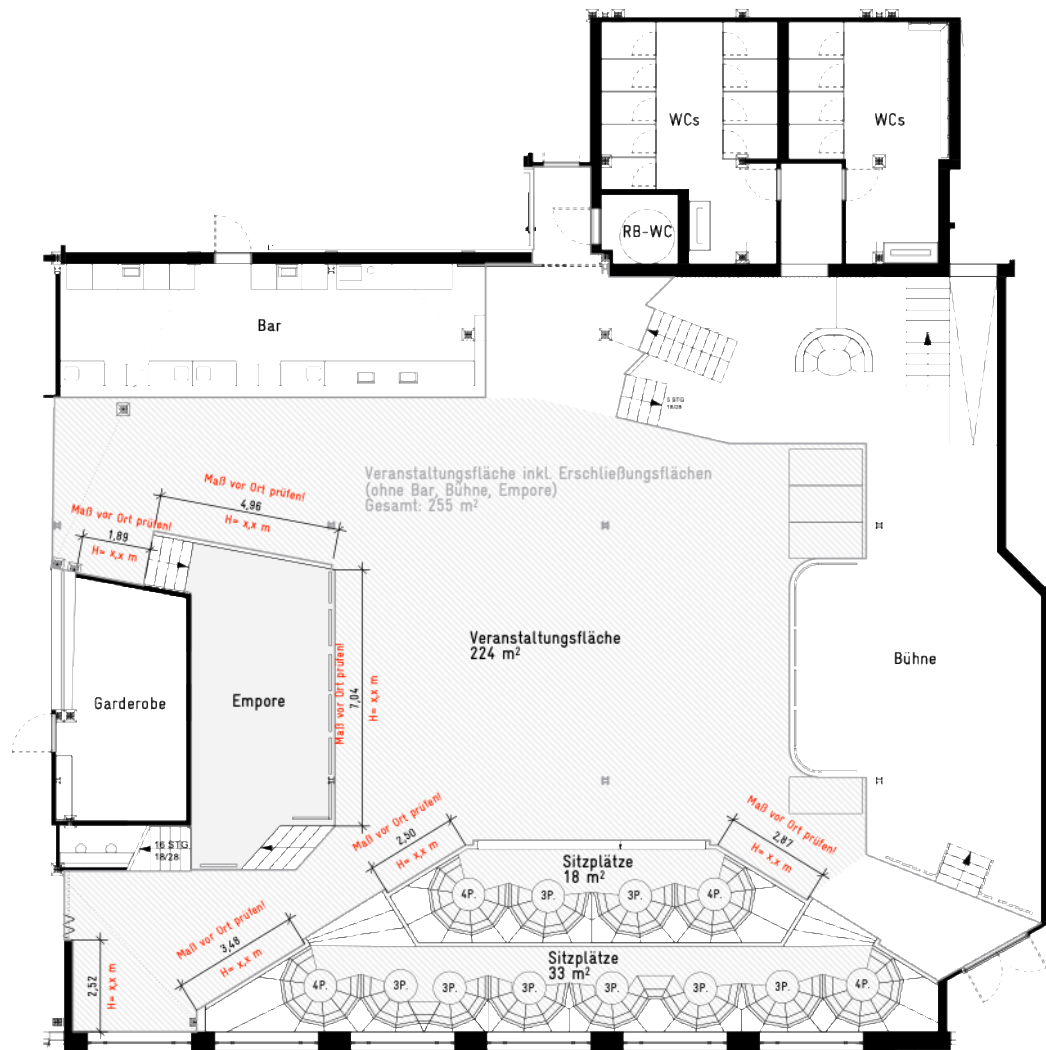 WCs
WCs
RB-WC
Bar
5 STG
18/28
Veranstaltungsfläche inkl. Erschließungsflächen
(ohne Bar, Bühne, Empore)
Gesamt: 255 m²
Maß vor Ort prüfen!
4,96
H= x,x m
Maß vor Ort prüfen!
1,89
H= x,x m
Veranstaltungsfläche
224 m²
Bühne
Garderobe
Empore
Maß vor Ort prüfen!
7,04
H= x,x m
16 STG
18/28
Maß vor Ort prüfen!
2,50
H= x,x m
Maß vor Ort prüfen!
2,87
H= x,x m
Sitzplätze
18 m²
4P.
3P.
3P.
4P.
Maß vor Ort prüfen!
3,48
H= x,x m
2,52
H= x,x m
Sitzplätze
33 m²
4P.
3P.
3P.
3P.
3P.
3P.
3P.
4P.